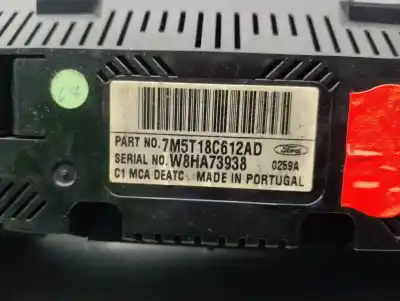 PART NO. 7M5T18C612AD
Ford
SERIAL NO. W8HA73938
0259A
C1 MCA DEATC MADE IN PORTUGAL